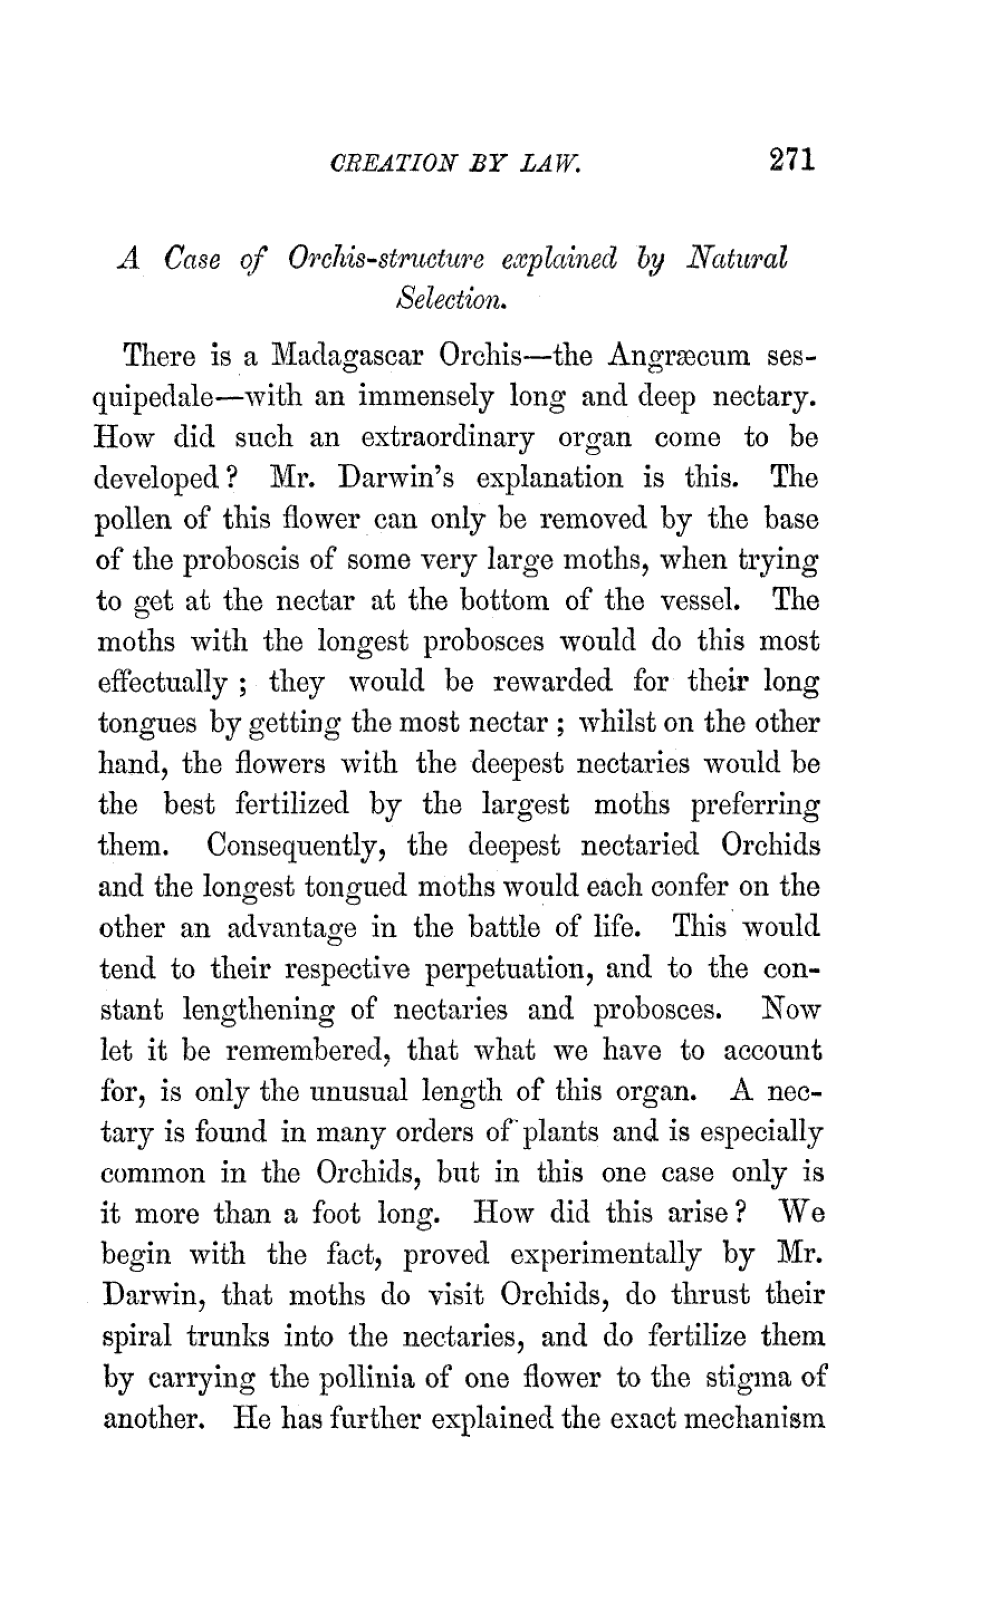 CREATION BY LAW. 271
A Case of Orchis-structure explained by Natural
Selection.
There is a Madagascar Orchis—the Angræcum ses-
quipedale—with an immensely long and deep nectary.
How did such an extraordinary organ come to be
developed? Mr. Darwin's explanation is this. The
pollen of this flower can only be removed by the base
of the proboscis of some very large moths, when trying
to get at the nectar at the bottom of the vessel. The
moths with the longest probosces would do this most
effectually; they would be rewarded for their long
tongues by getting the most nectar; whilst on the other
hand, the flowers with the deepest nectaries would be
the best fertilized by the largest moths preferring
them. Consequently, the deepest nectaried Orchids
and the longest tongued moths would each confer on the
other an advantage in the battle of life. This would
tend to their respective perpetuation, and to the con-
stant lengthening of nectaries and probosces. Now
let it be remembered, that what we have to account
for, is only the unusual length of this organ. A nec-
tary is found in many orders of plants and is especially
common in the Orchids, but in this one case only is
it more than a foot long. How did this arise? We
begin with the fact, proved experimentally by Mr.
Darwin, that moths do visit Orchids, do thrust their
spiral trunks into the nectaries, and do fertilize them
by carrying the pollinia of one flower to the stigma of
another. He has further explained the exact mechanism